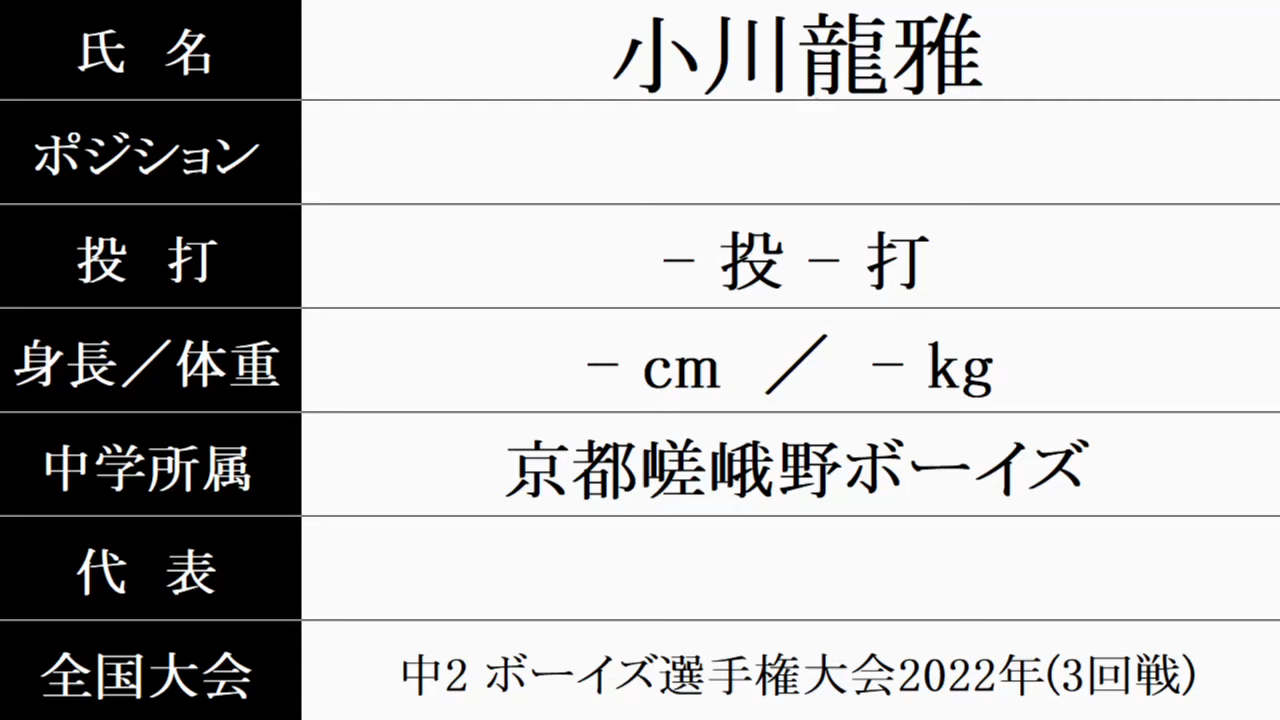 氏 名 小川龍雅
ポジション
投 打 － 投 － 打
身長／体重 － cm ／ － kg
中学所属 京都嵯峨野ボーイズ
代 表
全国大会 中2 ボーイズ選手権大会2022年(3回戦)